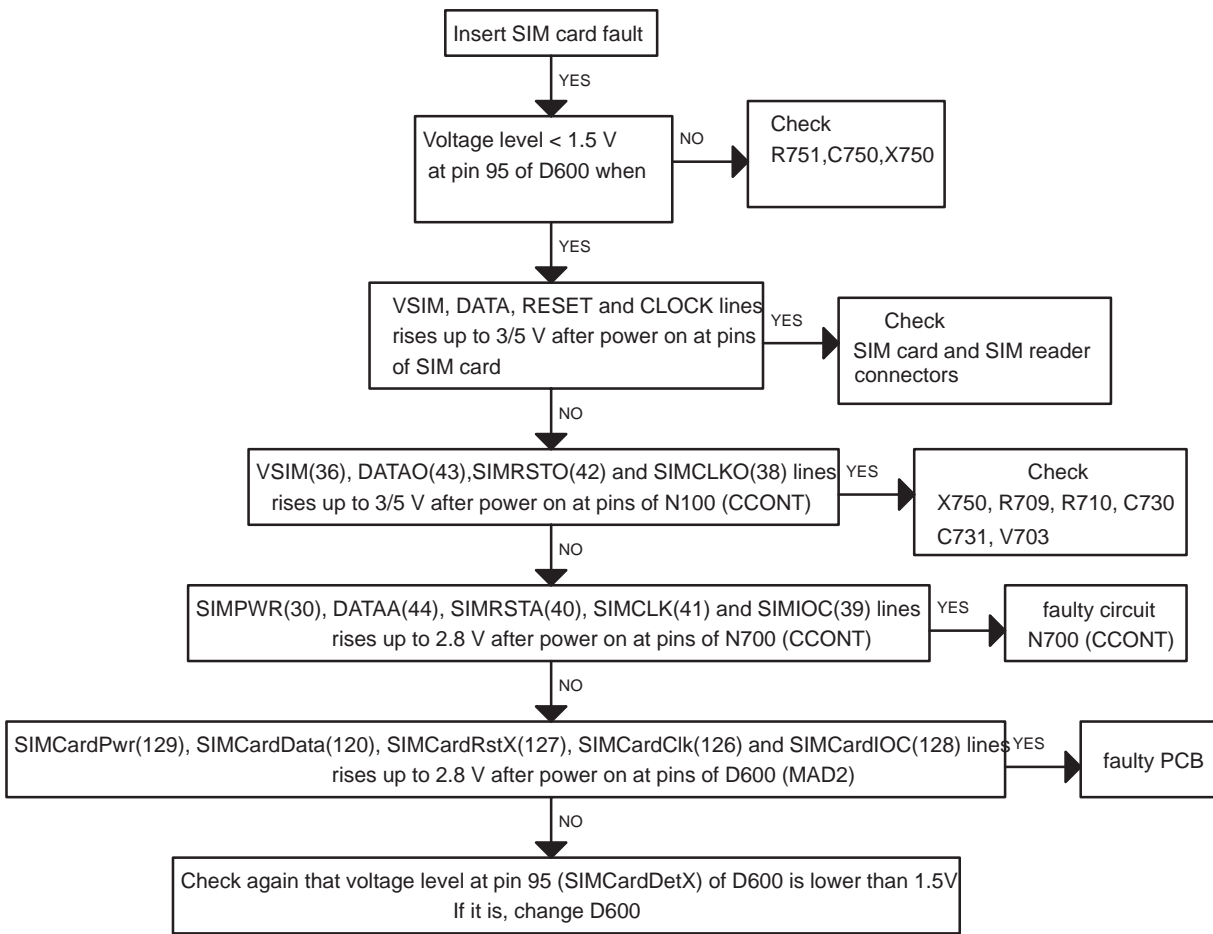 Insert SIM card fault
YES
Voltage level < 1.5 V
at pin 95 of D600 when
NO
Check
R751,C750,X750
YES
VSIM, DATA, RESET and CLOCK lines
rises up to 3/5 V after power on at pins
of SIM card
YES
Check
SIM card and SIM reader
connectors
NO
VSIM(36), DATAO(43),SIMRSTO(42) and SIMCLKO(38) lines
rises up to 3/5 V after power on at pins of N100 (CCONT)
YES
Check
X750, R709, R710, C730
C731, V703
NO
SIMPWR(30), DATAA(44), SIMRSTA(40), SIMCLK(41) and SIMIOC(39) lines
rises up to 2.8 V after power on at pins of N700 (CCONT)
YES
faulty circuit
N700 (CCONT)
NO
SIMCardPwr(129), SIMCardData(120), SIMCardRstX(127), SIMCardClk(126) and SIMCardIOC(128) lines
rises up to 2.8 V after power on at pins of D600 (MAD2)
YES
faulty PCB
NO
Check again that voltage level at pin 95 (SIMCardDetX) of D600 is lower than 1.5V
If it is, change D600